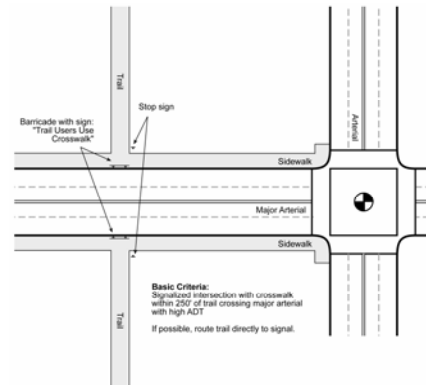 Trail
Stop sign
Barricade with sign:
"Trail Users Use
Crosswalk"
Arterial
Sidewalk
Major Arterial
Sidewalk
Trail
Basic Criteria:
Signalized intersection with crosswalk
within 250' of trail crossing major arterial
with high ADT
If possible, route trail directly to signal.